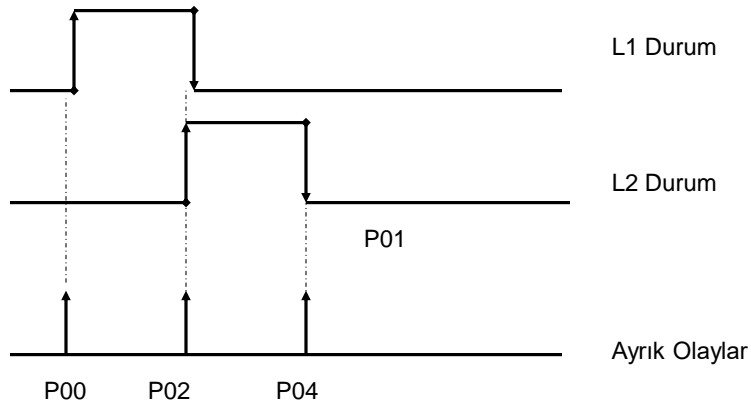 L1 Durum
L2 Durum
P01
Ayrık Olaylar
P00 P02 P04